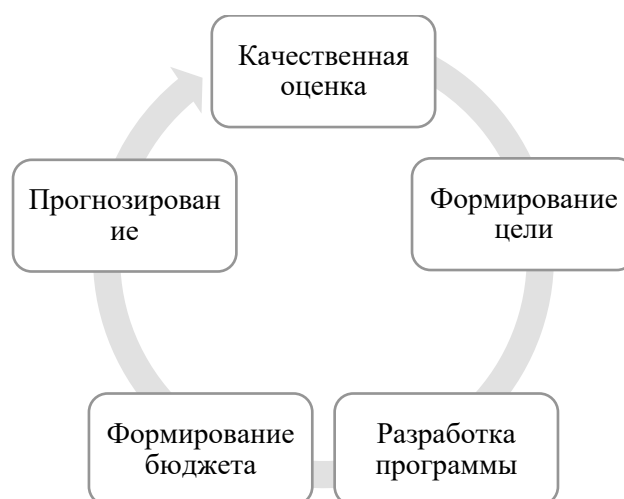 Качественная
оценка
Формирование
цели
Разработка
программы
Формирование
бюджета
Прогнозирован
ие